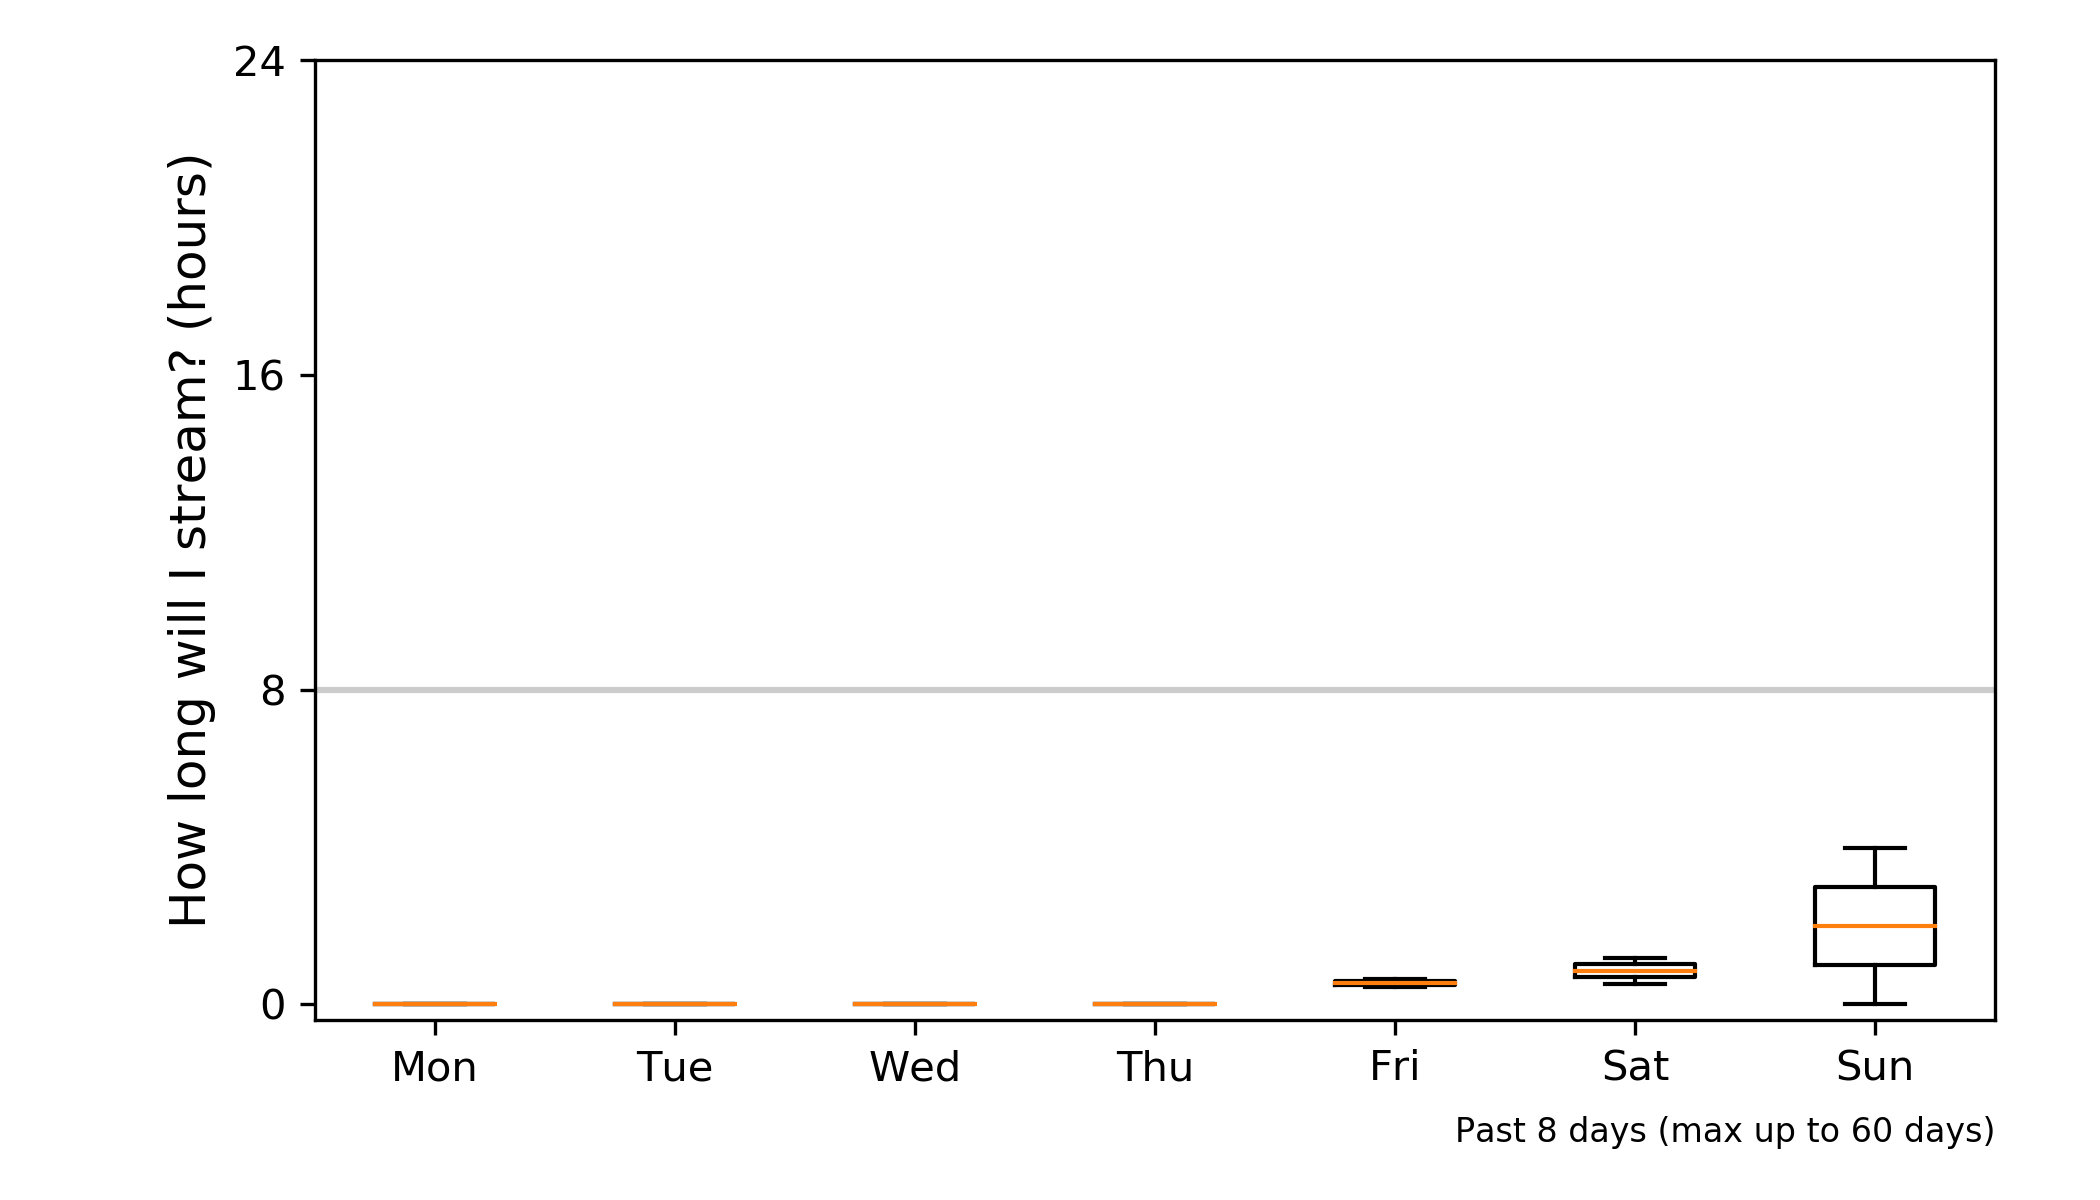 How long will I stream? (hours)
24
16
8
0
Mon Tue Wed Thu Fri Sat Sun
Past 8 days (max up to 60 days)